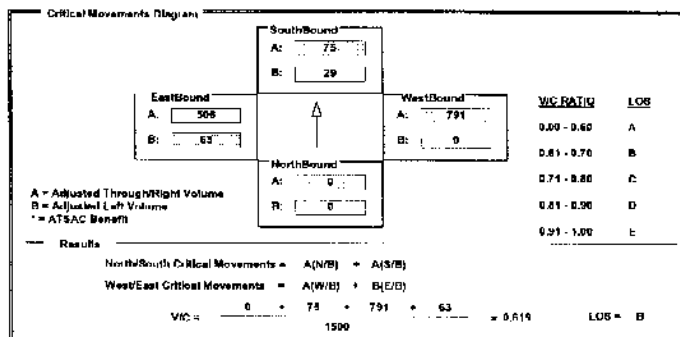 Critical Movements Diagram
SouthBound
A: 75
B: 29
EastBound
A: 506
B: 63
WestBound
A: 791
B: 0
NorthBound
A: 0
B: 0
V/C RATIO LOS
0.00 - 0.60 A
0.61 - 0.70 B
0.71 - 0.80 C
0.81 - 0.90 D
0.91 - 1.00 E
A = Adjusted Through/Right Volume
B = Adjusted Left Volume
* = ATSAC Benefit
Results
North/South Critical Movements = A(N/B) + A(S/B)
West/East Critical Movements = A(W/B) + B(E/B)
V/C = 0 + 75 + 791 + 63 = 0.619 LOS = B
1500